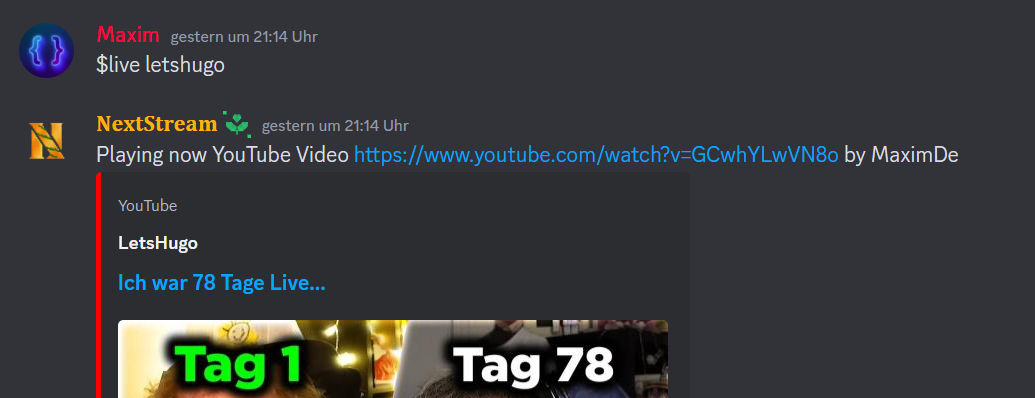 Maxim gestern um 21:14 Uhr
$live letshugo
NextStream gestern um 21:14 Uhr
Playing now YouTube Video https://www.youtube.com/watch?v=GCwhYLwVN8o by MaximDe
YouTube
LetsHugo
Ich war 78 Tage Live...
Tag 1 Tag 78